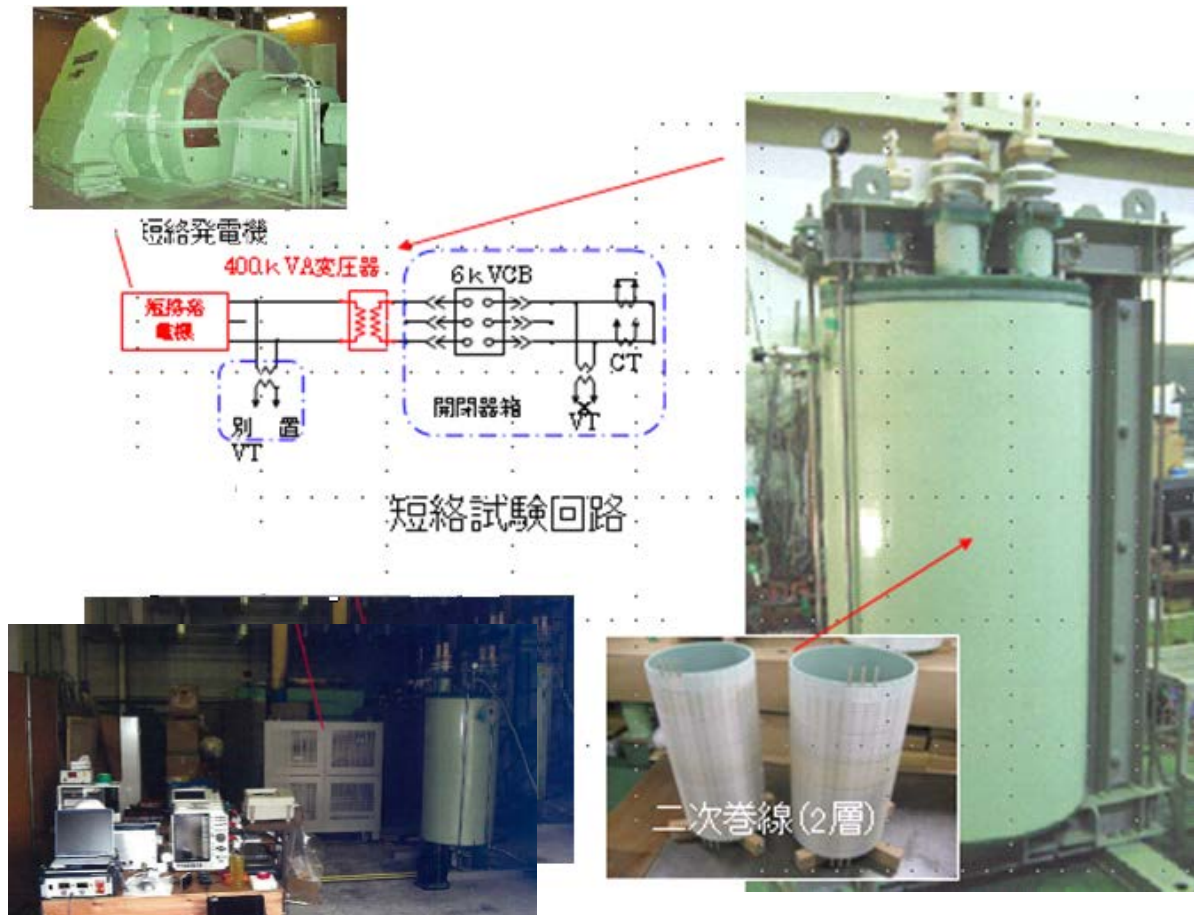 短絡発電機
400kVA変圧器
6kVCB
短絡発
電機
CT
開閉器箱
VT
別 置
VT
短絡試験回路
二次巻線(2層)